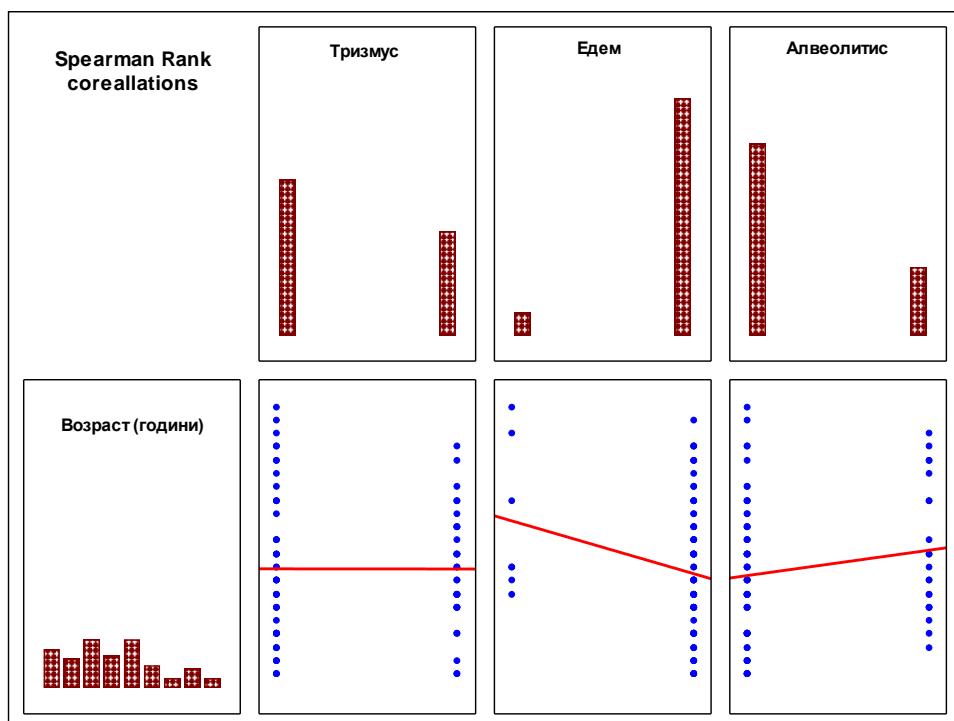 Spearman Rank
coreallations
Тризмус
Едем
Алвеолитис
Возраст (години)